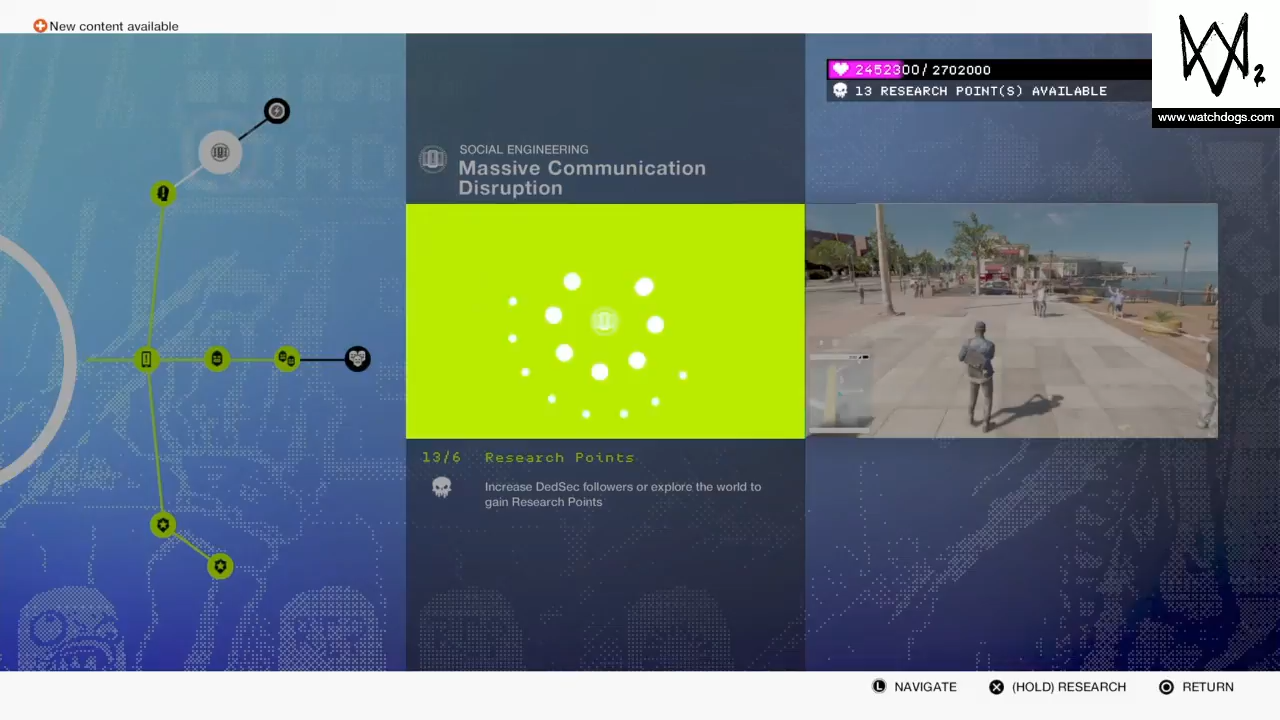 New content available
2
www.watchdogs.com
2452300/2702000
13 RESEARCH POINT(S) AVAILABLE
SOCIAL ENGINEERING
Massive Communication
Disruption
13/6 Research Points
Increase DedSec followers or explore the world to
gain Research Points
L NAVIGATE
(HOLD) RESEARCH
RETURN